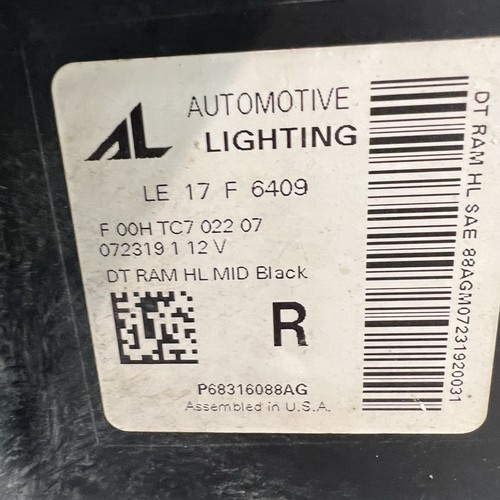 AL AUTOMOTIVE
LIGHTING
LE 17 F 6409
F 00H TC7 022 07
072319 1 12 V
DT RAM HL MID Black
R
P68316088AG
Assembled in U.S.A.
DT RAM HL SAE 88AGM07231920031